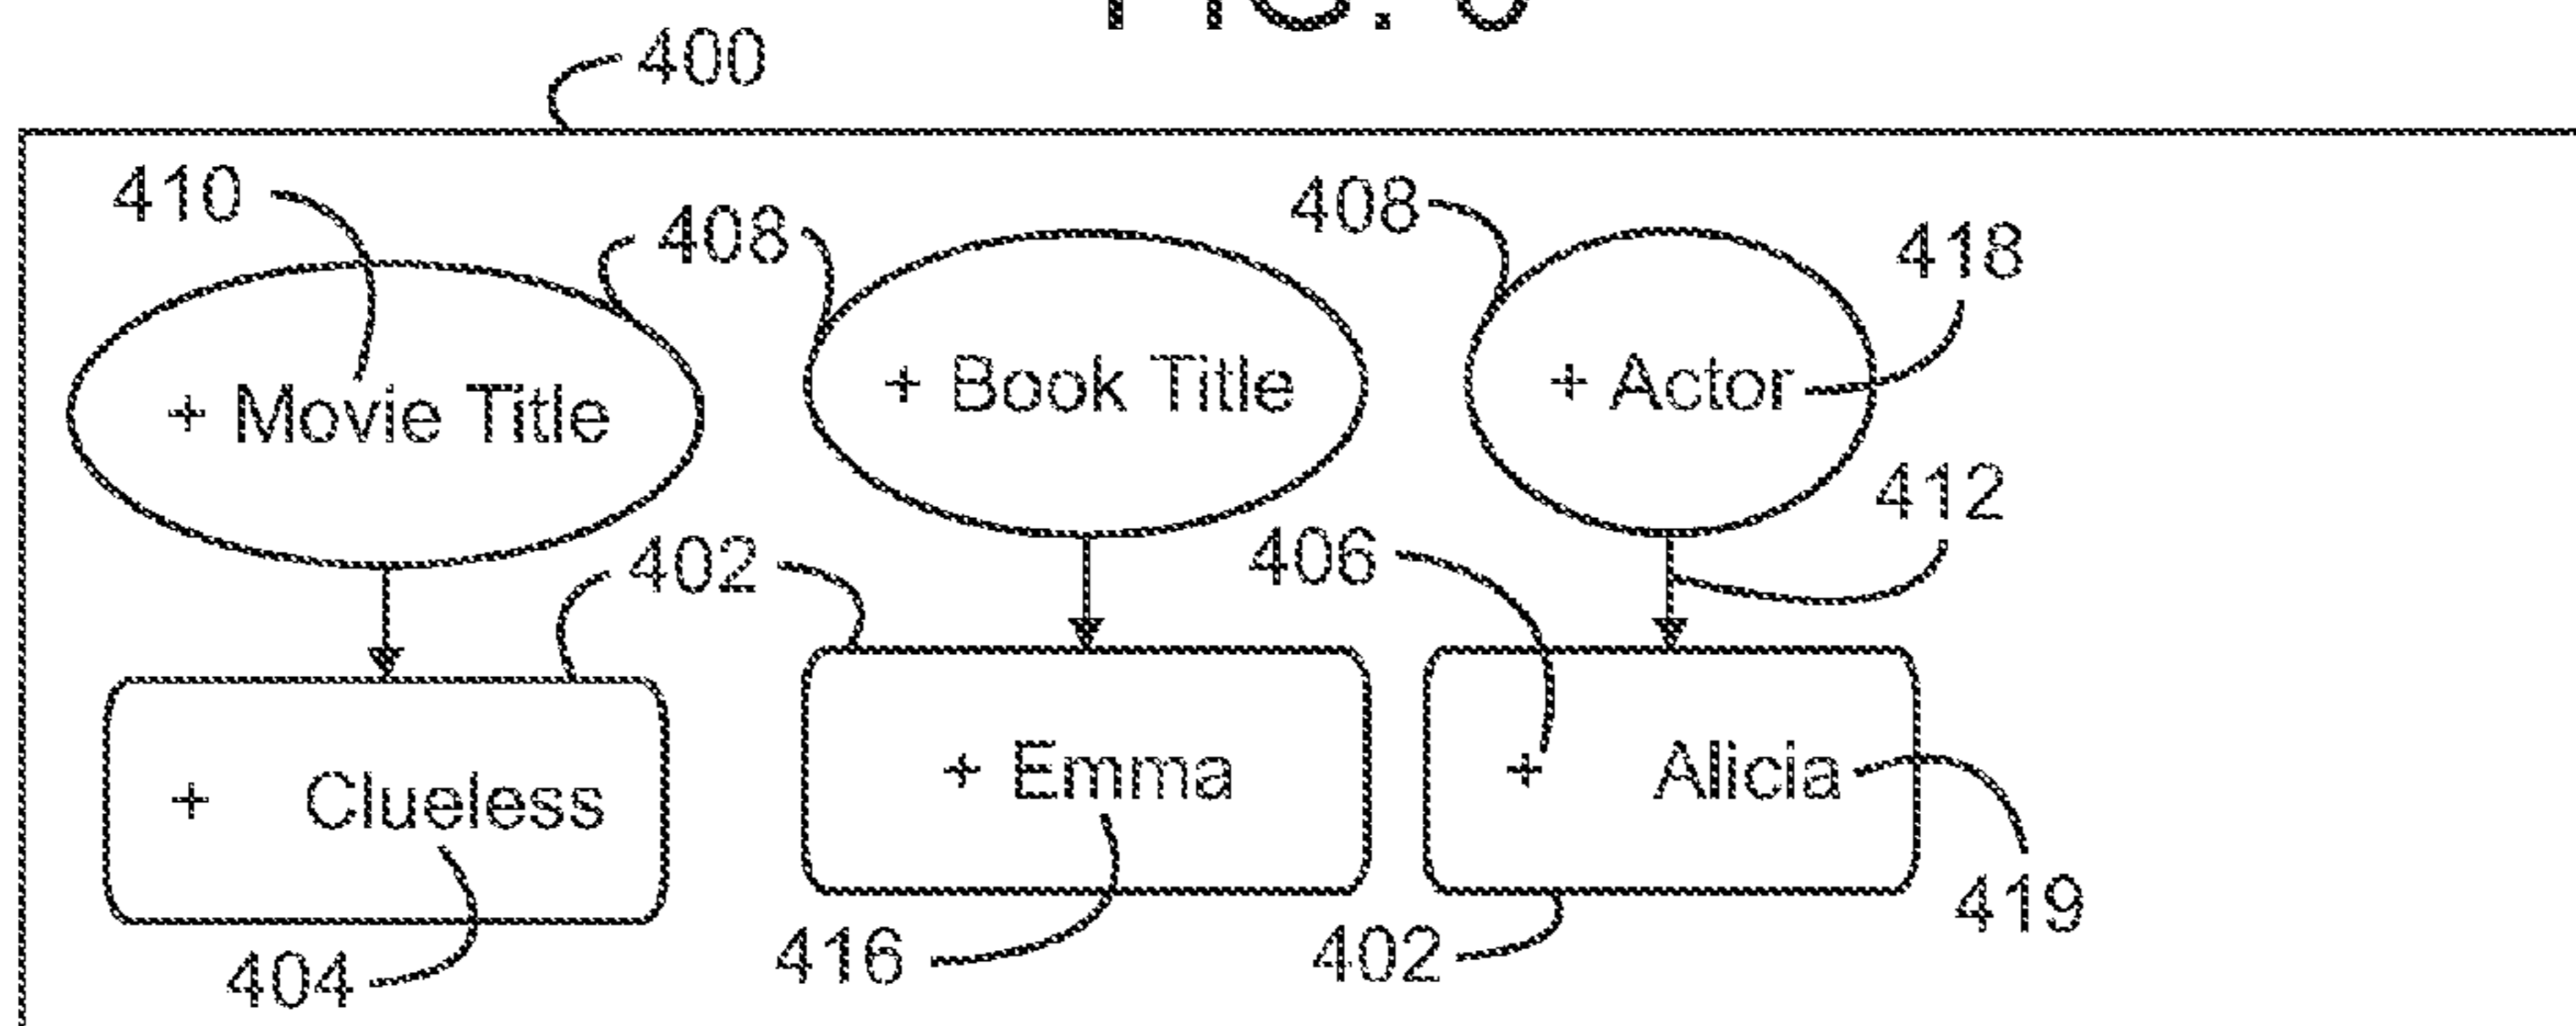 400
410
408
408
418
+ Movie Title
+ Book Title
+ Actor
412
402
406
+ Clueless
+ Emma
+ Alicia
404
416
402
419